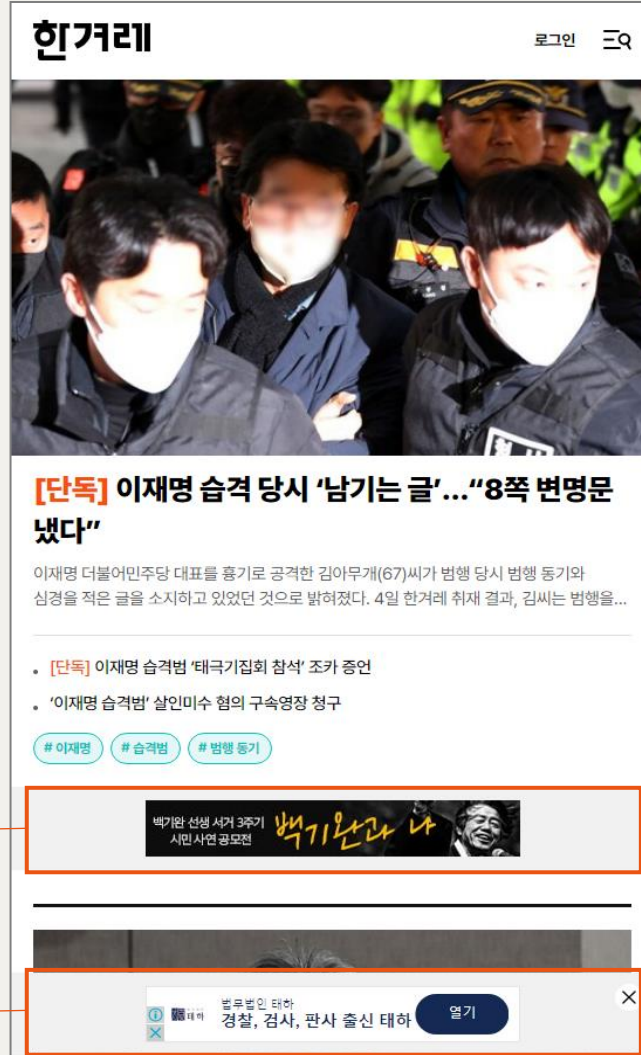 한겨레
로그인
[단독] 이재명 습격 당시 ‘남기는 글’…“8쪽 변명문
냈다”
이재명 더불어민주당 대표를 흉기로 공격한 김아무개(67)씨가 범행 당시 범행 동기와
심경을 적은 글을 소지하고 있었던 것으로 밝혀졌다. 4일 한겨레 취재 결과, 김씨는 범행을...
[단독] 이재명 습격범 ‘태극기집회 참석’ 조카 증언
‘이재명 습격범’ 살인미수 혐의 구속영장 청구
# 이재명 # 습격범 # 범행 동기
백기완 선생 서거 3주기
시민 사연 공모전
백기완과 나
법무법인 태하
경찰, 검사, 판사 출신 태하
열기